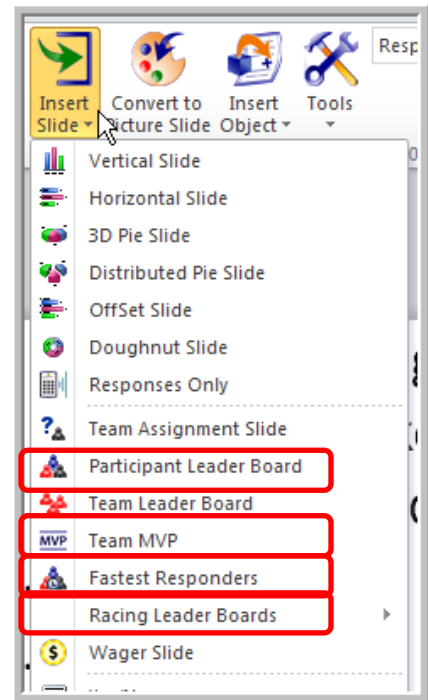 Resp
Insert Convert to Insert Tools
Slide Picture Slide Object
Vertical Slide
Horizontal Slide
3D Pie Slide
Distributed Pie Slide
OffSet Slide
Doughnut Slide
Responses Only
? Team Assignment Slide
Participant Leader Board
Team Leader Board
MVP Team MVP
Fastest Responders
Racing Leader Boards
$ Wager Slide